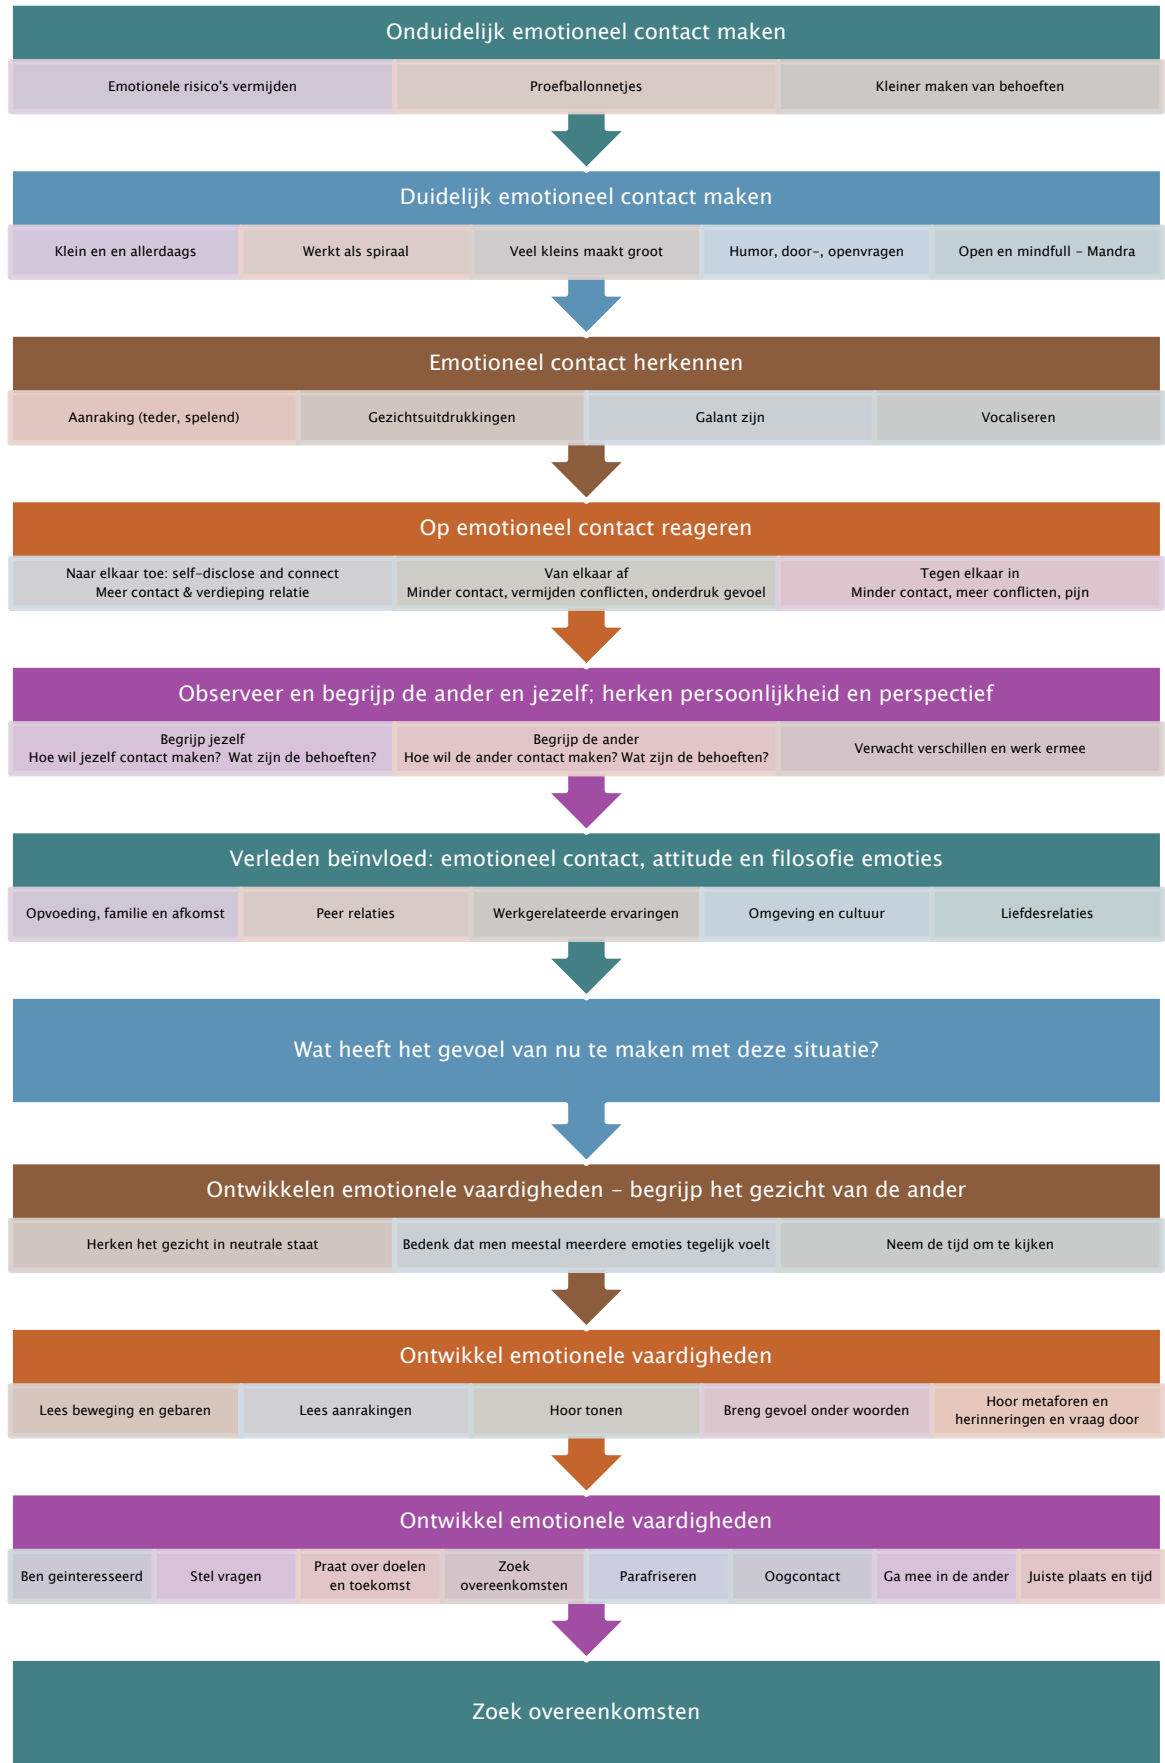 Onduidelijk emotioneel contact maken
Emotionele risico's vermijden
Proefballonnetjes
Kleiner maken van behoeften
Duidelijk emotioneel contact maken
Klein en en allerdaags
Werkt als spiraal
Veel kleins maakt groot
Humor, door-, openvragen
Open en mindfull - Mandra
Emotioneel contact herkennen
Aanraking (teder, spelend)
Gezichtsuitdrukkingen
Galant zijn
Vocaliseren
Op emotioneel contact reageren
Naar elkaar toe: self-disclose and connect
Meer contact & verdieping relatie
Van elkaar af
Minder contact, vermijden conflicten, onderdruk gevoel
Tegen elkaar in
Minder contact, meer conflicten, pijn
Observeer en begrijp de ander en jezelf; herken persoonlijkheid en perspectief
Begrijp jezelf
Hoe wil jezelf contact maken? Wat zijn de behoeften?
Begrijp de ander
Hoe wil de ander contact maken? Wat zijn de behoeften?
Verwacht verschillen en werk ermee
Verleden beïnvloed: emotioneel contact, attitude en filosofie emoties
Opvoeding, familie en afkomst
Peer relaties
Werkgerelateerde ervaringen
Omgeving en cultuur
Liefdesrelaties
Wat heeft het gevoel van nu te maken met deze situatie?
Ontwikkelen emotionele vaardigheden - begrijp het gezicht van de ander
Herken het gezicht in neutrale staat
Bedenk dat men meestal meerdere emoties tegelijk voelt
Neem de tijd om te kijken
Ontwikkel emotionele vaardigheden
Lees beweging en gebaren
Lees aanrakingen
Hoor tonen
Breng gevoel onder woorden
Hoor metaforen en
herinneringen en vraag door
Ontwikkel emotionele vaardigheden
Ben geinteresseerd
Stel vragen
Praat over doelen
en toekomst
Zoek
overeenkomsten
Parafriseren
Oogcontact
Ga mee in de ander
Juiste plaats en tijd
Zoek overeenkomsten